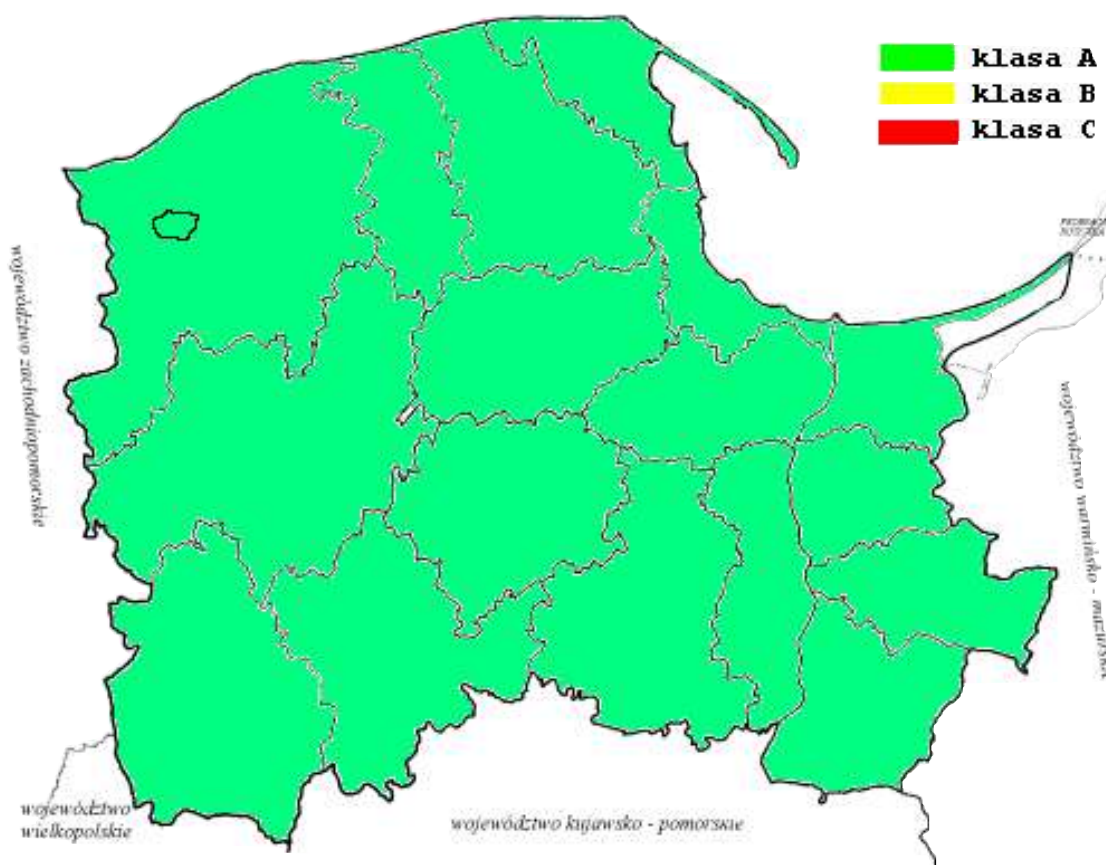 klasa A
klasa B
klasa C
województwo zachodniopomorskie
województwo warmińsko - mazurskie
województwo
wielkopolskie
województwo kujawsko - pomorskie